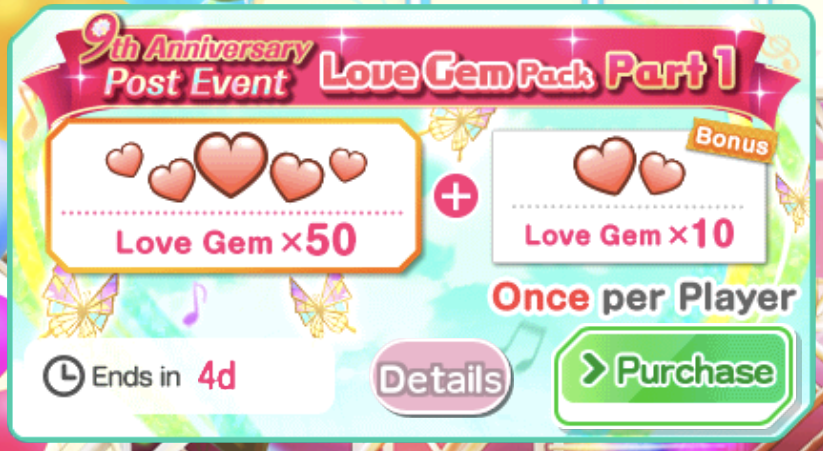 9th Anniversary
Post Event
Love Gem Pack Part 1
Bonus
Love Gem ×50
+
Love Gem ×10
Once per Player
Ends in 4d
Details
> Purchase